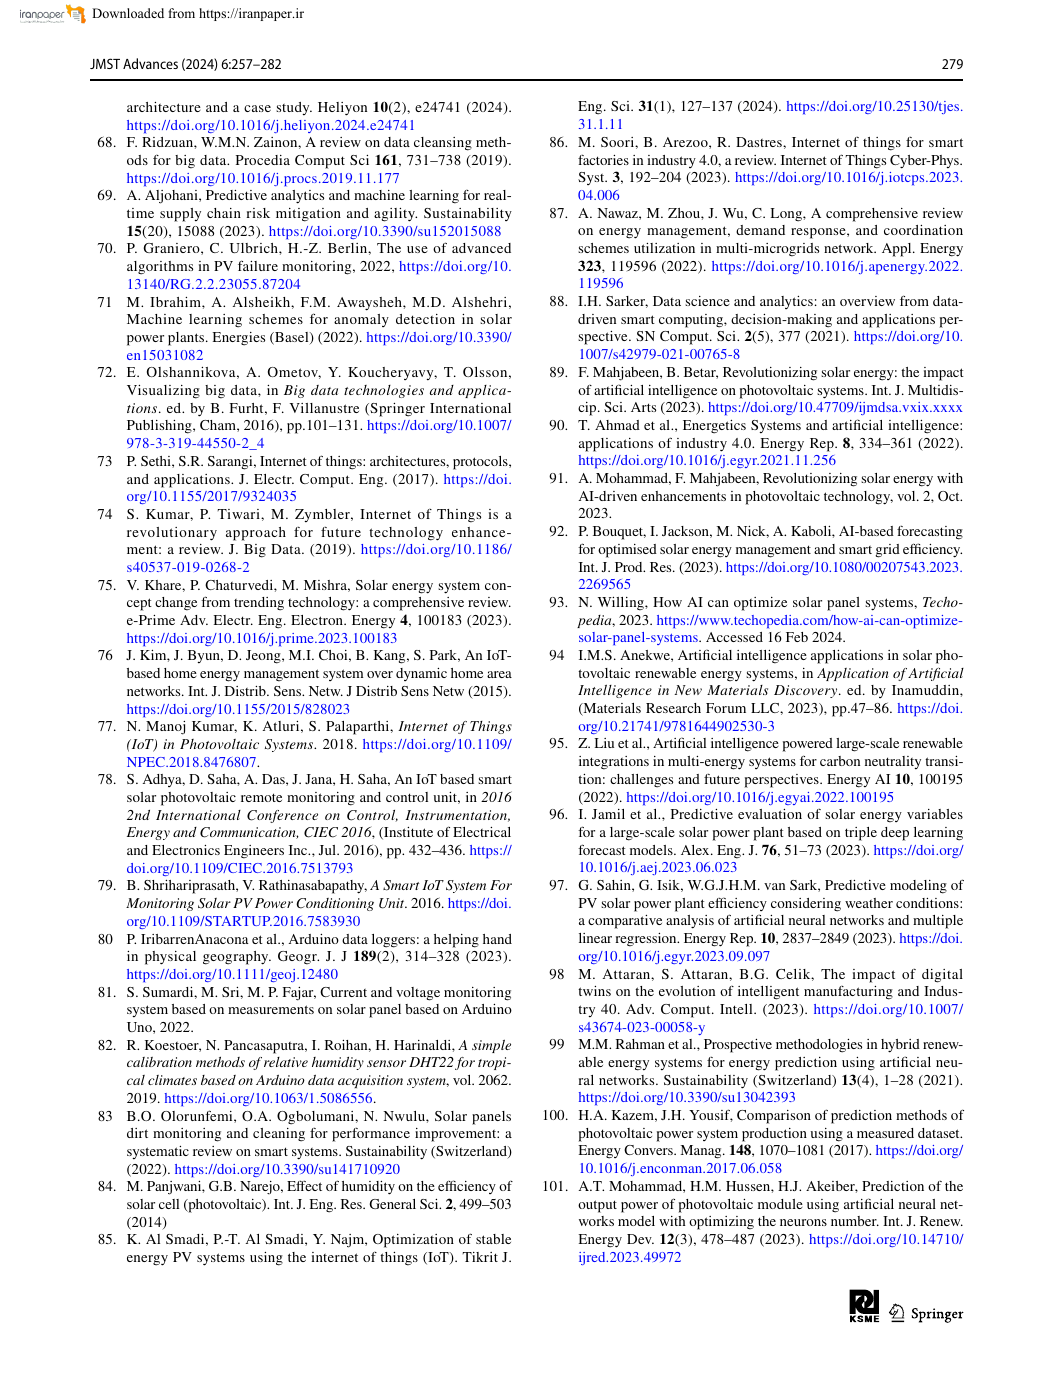 iranpaper
Downloaded from https://iranpaper.ir
JMST Advances (2024) 6:257–282
279
architecture and a case study. Heliyon 10(2), e24741 (2024).
https://doi.org/10.1016/j.heliyon.2024.e24741
68. F. Ridzuan, W.M.N. Zainon, A review on data cleansing meth-
ods for big data. Procedia Comput Sci 161, 731–738 (2019).
https://doi.org/10.1016/j.procs.2019.11.177
69. A. Aljohani, Predictive analytics and machine learning for real-
time supply chain risk mitigation and agility. Sustainability
15(20), 15088 (2023). https://doi.org/10.3390/su152015088
70. P. Graniero, C. Ulbrich, H.-Z. Berlin, The use of advanced
algorithms in PV failure monitoring, 2022, https://doi.org/10.
13140/RG.2.2.23055.87204
71 M. Ibrahim, A. Alsheikh, F.M. Awaysheh, M.D. Alshehri,
Machine learning schemes for anomaly detection in solar
power plants. Energies (Basel) (2022). https://doi.org/10.3390/
en15031082
72. E. Olshannikova, A. Ometov, Y. Koucheryavy, T. Olsson,
Visualizing big data, in Big data technologies and applica-
tions. ed. by B. Furht, F. Villanustre (Springer International
Publishing, Cham, 2016), pp.101–131. https://doi.org/10.1007/
978-3-319-44550-2_4
73 P. Sethi, S.R. Sarangi, Internet of things: architectures, protocols,
and applications. J. Electr. Comput. Eng. (2017). https://doi.
org/10.1155/2017/9324035
74 S. Kumar, P. Tiwari, M. Zymbler, Internet of Things is a
revolutionary approach for future technology enhance-
ment: a review. J. Big Data. (2019). https://doi.org/10.1186/
s40537-019-0268-2
75. V. Khare, P. Chaturvedi, M. Mishra, Solar energy system con-
cept change from trending technology: a comprehensive review.
e-Prime Adv. Electr. Eng. Electron. Energy 4, 100183 (2023).
https://doi.org/10.1016/j.prime.2023.100183
76 J. Kim, J. Byun, D. Jeong, M.I. Choi, B. Kang, S. Park, An IoT-
based home energy management system over dynamic home area
networks. Int. J. Distrib. Sens. Netw. J Distrib Sens Netw (2015).
https://doi.org/10.1155/2015/828023
77. N. Manoj Kumar, K. Atluri, S. Palaparthi, Internet of Things
(IoT) in Photovoltaic Systems. 2018. https://doi.org/10.1109/
NPEC.2018.8476807.
78. S. Adhya, D. Saha, A. Das, J. Jana, H. Saha, An IoT based smart
solar photovoltaic remote monitoring and control unit, in 2016
2nd International Conference on Control, Instrumentation,
Energy and Communication, CIEC 2016, (Institute of Electrical
and Electronics Engineers Inc., Jul. 2016), pp. 432–436. https://
doi.org/10.1109/CIEC.2016.7513793
79. B. Shrihariprasath, V. Rathinasabapathy, A Smart IoT System For
Monitoring Solar PV Power Conditioning Unit. 2016. https://doi.
org/10.1109/STARTUP.2016.7583930
80 P. IribarrenAnacona et al., Arduino data loggers: a helping hand
in physical geography. Geogr. J. J 189(2), 314–328 (2023).
https://doi.org/10.1111/geoj.12480
81. S. Sumardi, M. Sri, M. P. Fajar, Current and voltage monitoring
system based on measurements on solar panel based on Arduino
Uno, 2022.
82. R. Koestoer, N. Pancasaputra, I. Roihan, H. Harinaldi, A simple
calibration methods of relative humidity sensor DHT22 for tropi-
cal climates based on Arduino data acquisition system, vol. 2062.
2019. https://doi.org/10.1063/1.5086556.
83 B.O. Olorunfemi, O.A. Ogbolumani, N. Nwulu, Solar panels
dirt monitoring and cleaning for performance improvement: a
systematic review on smart systems. Sustainability (Switzerland)
(2022). https://doi.org/10.3390/su141710920
84. M. Panjwani, G.B. Narejo, Effect of humidity on the efficiency of
solar cell (photovoltaic). Int. J. Eng. Res. General Sci. 2, 499–503
(2014)
85. K. Al Smadi, P.-T. Al Smadi, Y. Najm, Optimization of stable
energy PV systems using the internet of things (IoT). Tikrit J.
Eng. Sci. 31(1), 127–137 (2024). https://doi.org/10.25130/tjes.
31.1.11
86. M. Soori, B. Arezoo, R. Dastres, Internet of things for smart
factories in industry 4.0, a review. Internet of Things Cyber-Phys.
Syst. 3, 192–204 (2023). https://doi.org/10.1016/j.iotcps.2023.
04.006
87. A. Nawaz, M. Zhou, J. Wu, C. Long, A comprehensive review
on energy management, demand response, and coordination
schemes utilization in multi-microgrids network. Appl. Energy
323, 119596 (2022). https://doi.org/10.1016/j.apenergy.2022.
119596
88. I.H. Sarker, Data science and analytics: an overview from data-
driven smart computing, decision-making and applications per-
spective. SN Comput. Sci. 2(5), 377 (2021). https://doi.org/10.
1007/s42979-021-00765-8
89. F. Mahjabeen, B. Betar, Revolutionizing solar energy: the impact
of artificial intelligence on photovoltaic systems. Int. J. Multidis-
cip. Sci. Arts (2023). https://doi.org/10.47709/ijmdsa.vxix.xxxx
90. T. Ahmad et al., Energetics Systems and artificial intelligence:
applications of industry 4.0. Energy Rep. 8, 334–361 (2022).
https://doi.org/10.1016/j.egyr.2021.11.256
91. A. Mohammad, F. Mahjabeen, Revolutionizing solar energy with
AI-driven enhancements in photovoltaic technology, vol. 2, Oct.
2023.
92. P. Bouquet, I. Jackson, M. Nick, A. Kaboli, AI-based forecasting
for optimised solar energy management and smart grid efficiency.
Int. J. Prod. Res. (2023). https://doi.org/10.1080/00207543.2023.
2269565
93. N. Willing, How AI can optimize solar panel systems, Techo-
pedia, 2023. https://www.techopedia.com/how-ai-can-optimize-
solar-panel-systems. Accessed 16 Feb 2024.
94 I.M.S. Anekwe, Artificial intelligence applications in solar pho-
tovoltaic renewable energy systems, in Application of Artificial
Intelligence in New Materials Discovery. ed. by Inamuddin,
(Materials Research Forum LLC, 2023), pp.47–86. https://doi.
org/10.21741/9781644902530-3
95. Z. Liu et al., Artificial intelligence powered large-scale renewable
integrations in multi-energy systems for carbon neutrality transi-
tion: challenges and future perspectives. Energy AI 10, 100195
(2022). https://doi.org/10.1016/j.egyai.2022.100195
96. I. Jamil et al., Predictive evaluation of solar energy variables
for a large-scale solar power plant based on triple deep learning
forecast models. Alex. Eng. J. 76, 51–73 (2023). https://doi.org/
10.1016/j.aej.2023.06.023
97. G. Sahin, G. Isik, W.G.J.H.M. van Sark, Predictive modeling of
PV solar power plant efficiency considering weather conditions:
a comparative analysis of artificial neural networks and multiple
linear regression. Energy Rep. 10, 2837–2849 (2023). https://doi.
org/10.1016/j.egyr.2023.09.097
98 M. Attaran, S. Attaran, B.G. Celik, The impact of digital
twins on the evolution of intelligent manufacturing and Indus-
try 40. Adv. Comput. Intell. (2023). https://doi.org/10.1007/
s43674-023-00058-y
99 M.M. Rahman et al., Prospective methodologies in hybrid renew-
able energy systems for energy prediction using artificial neu-
ral networks. Sustainability (Switzerland) 13(4), 1–28 (2021).
https://doi.org/10.3390/su13042393
100. H.A. Kazem, J.H. Yousif, Comparison of prediction methods of
photovoltaic power system production using a measured dataset.
Energy Convers. Manag. 148, 1070–1081 (2017). https://doi.org/
10.1016/j.enconman.2017.06.058
101. A.T. Mohammad, H.M. Hussen, H.J. Akeiber, Prediction of the
output power of photovoltaic module using artificial neural net-
works model with optimizing the neurons number. Int. J. Renew.
Energy Dev. 12(3), 478–487 (2023). https://doi.org/10.14710/
ijred.2023.49972
KSME
Springer